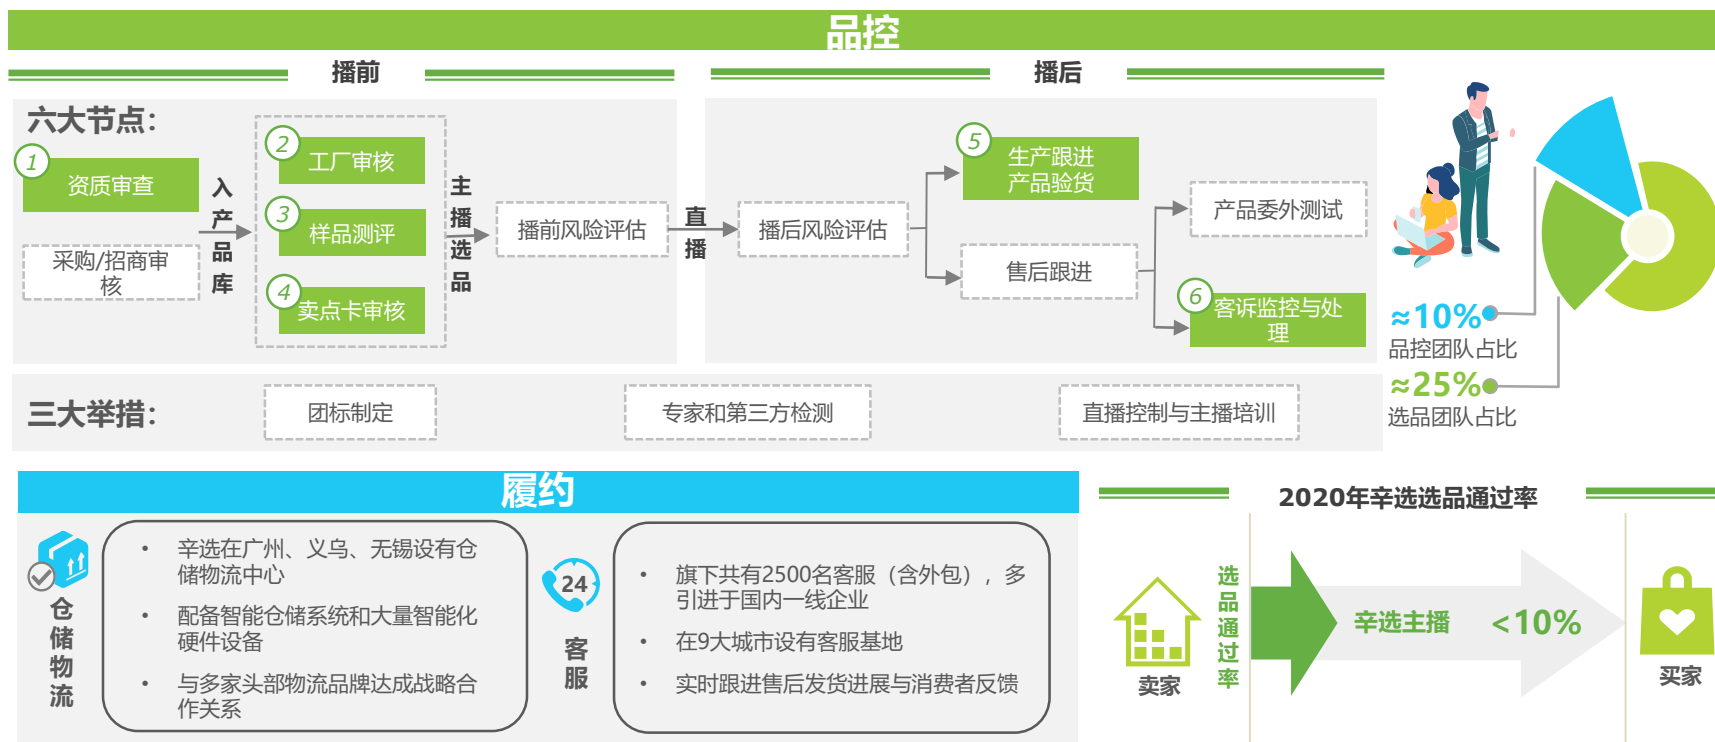 品控
播前
播后
六大节点：
1
资质审查
采购/招商审
核
入产品库
2
工厂审核
3
样品测评
4
卖点卡审核
主播选品
播前风险评估
直播
播后风险评估
5
生产跟进
产品验货
售后跟进
产品委外测试
6
客诉监控与处
理
≈10%
品控团队占比
≈25%
选品团队占比
三大举措：
团标制定
专家和第三方检测
直播控制与主播培训
履约
仓储物流
• 辛选在广州、义乌、无锡设有仓
储物流中心
• 配备智能仓储系统和大量智能化
硬件设备
• 与多家头部物流品牌达成战略合
作关系
24
客服
• 旗下共有2500名客服（含外包），多
引进于国内一线企业
• 在9大城市设有客服基地
• 实时跟进售后发货进展与消费者反馈
2020年辛选选品通过率
卖家
选品通过率
辛选主播
<10%
买家